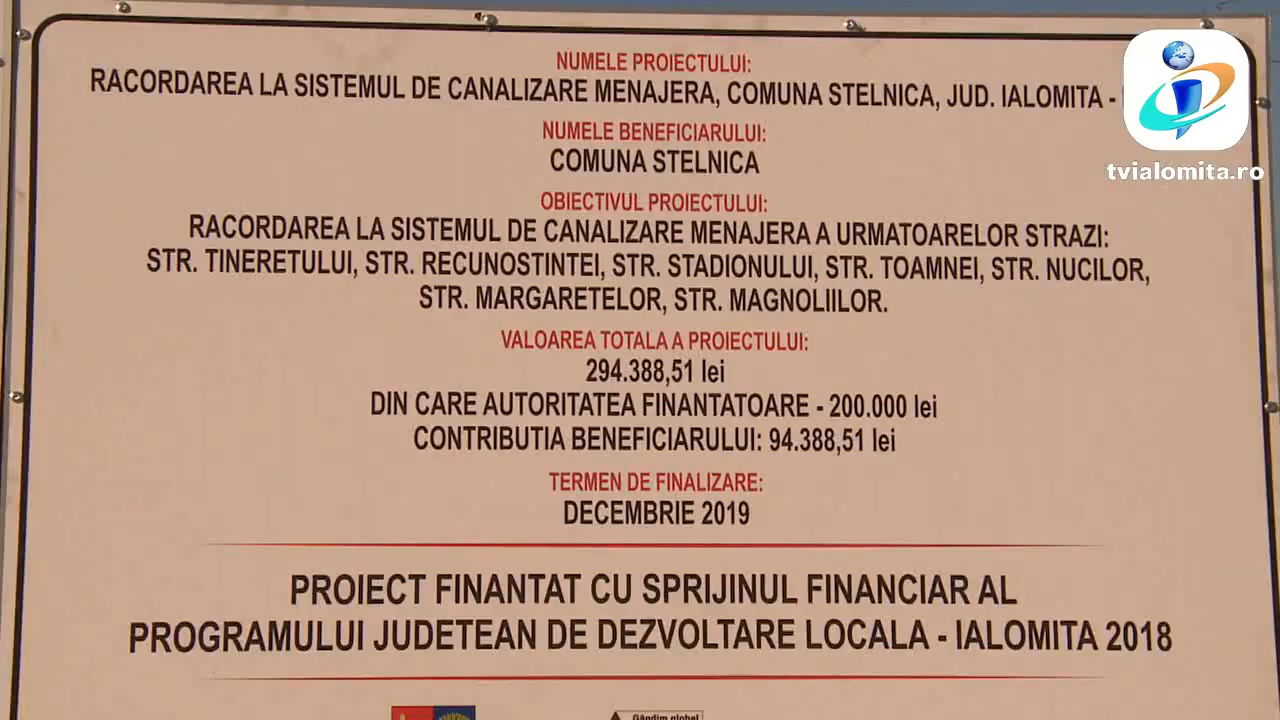 NUMELE PROIECTULUI:
RACORDAREA LA SISTEMUL DE CANALIZARE MENAJERA, COMUNA STELNICA, JUD. IALOMITA -
tvialomita.ro
NUMELE BENEFICIARULUI:
COMUNA STELNICA
OBIECTIVUL PROIECTULUI:
RACORDAREA LA SISTEMUL DE CANALIZARE MENAJERA A URMATOARELOR STRAZI:
STR. TINERETULUI, STR. RECUNOSTINTEI, STR. STADIONULUI, STR. TOAMNEI, STR. NUCILOR,
STR. MARGARETELOR, STR. MAGNOLIILOR.
VALOAREA TOTALA A PROIECTULUI:
294.388,51 lei
DIN CARE AUTORITATEA FINANTATOARE - 200.000 lei
CONTRIBUTIA BENEFICIARULUI: 94.388,51 lei
TERMEN DE FINALIZARE:
DECEMBRIE 2019
PROIECT FINANTAT CU SPRIJINUL FINANCIAR AL
PROGRAMULUI JUDETEAN DE DEZVOLTARE LOCALA - IALOMITA 2018
Gândim global